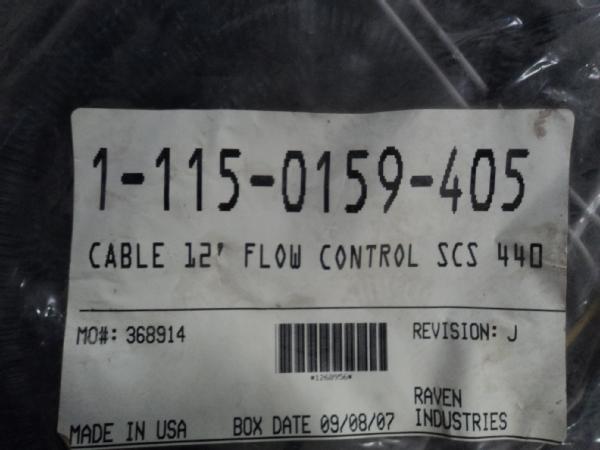 1-115-0159-405
CABLE 12' FLOW CONTROL SCS 440
MO#: 368914
REVISION: J
*1260956*
MADE IN USA
BOX DATE 09/08/07
RAVEN
INDUSTRIES